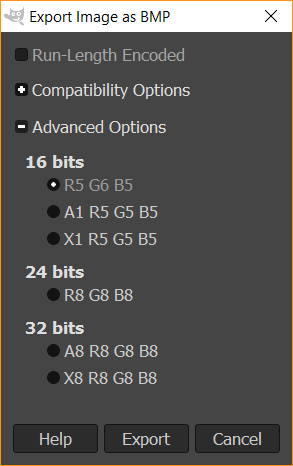 Export Image as BMP
Run-Length Encoded
Compatibility Options
Advanced Options
16 bits
R5 G6 B5
A1 R5 G5 B5
X1 R5 G5 B5
24 bits
R8 G8 B8
32 bits
A8 R8 G8 B8
X8 R8 G8 B8
Help Export Cancel